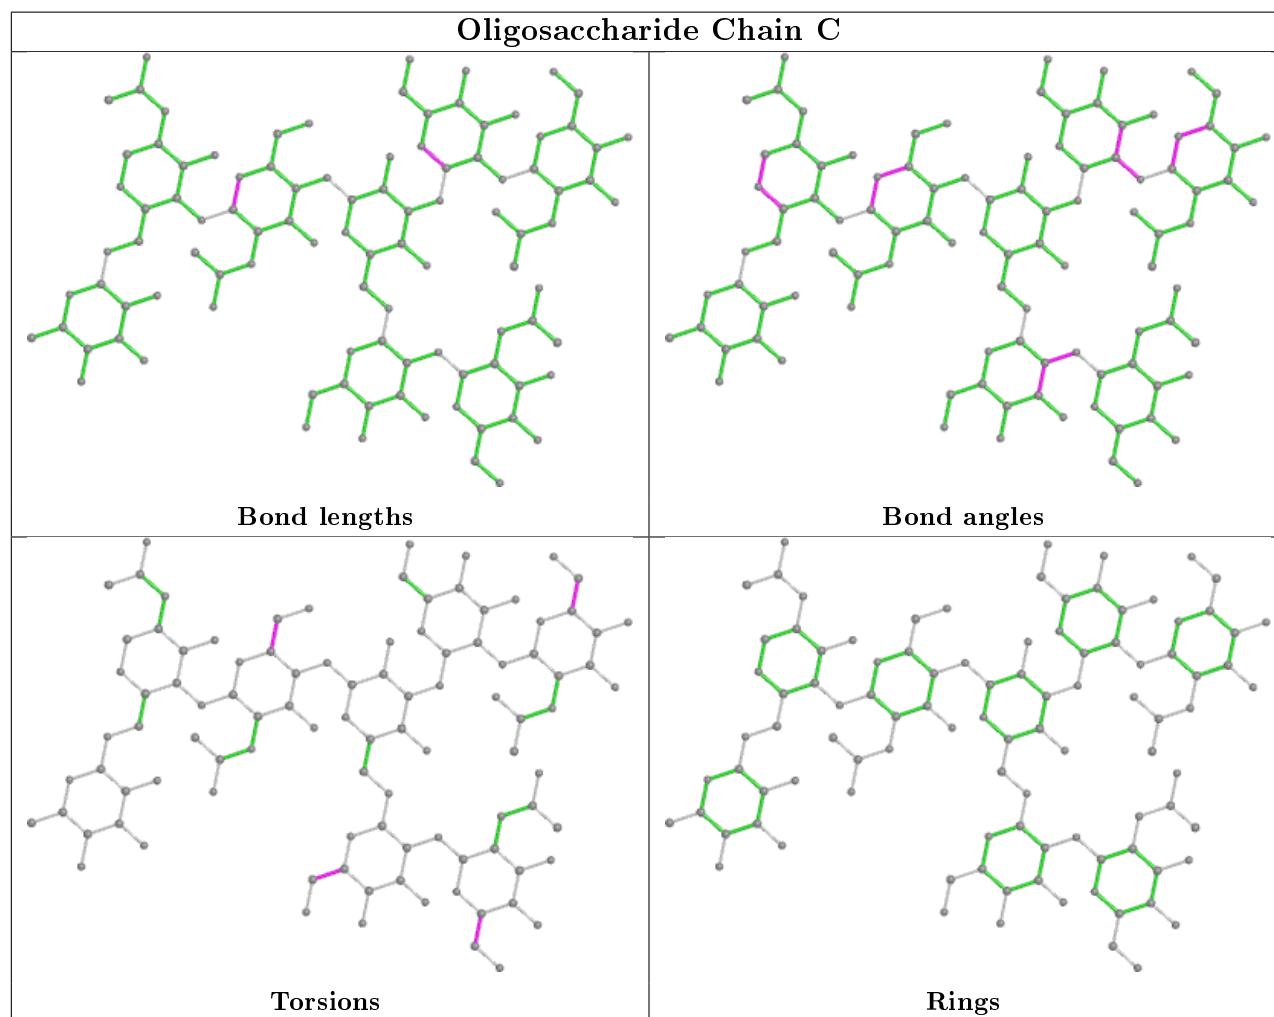 Oligosaccharide Chain C
Bond lengths
Bond angles
Torsions
Rings